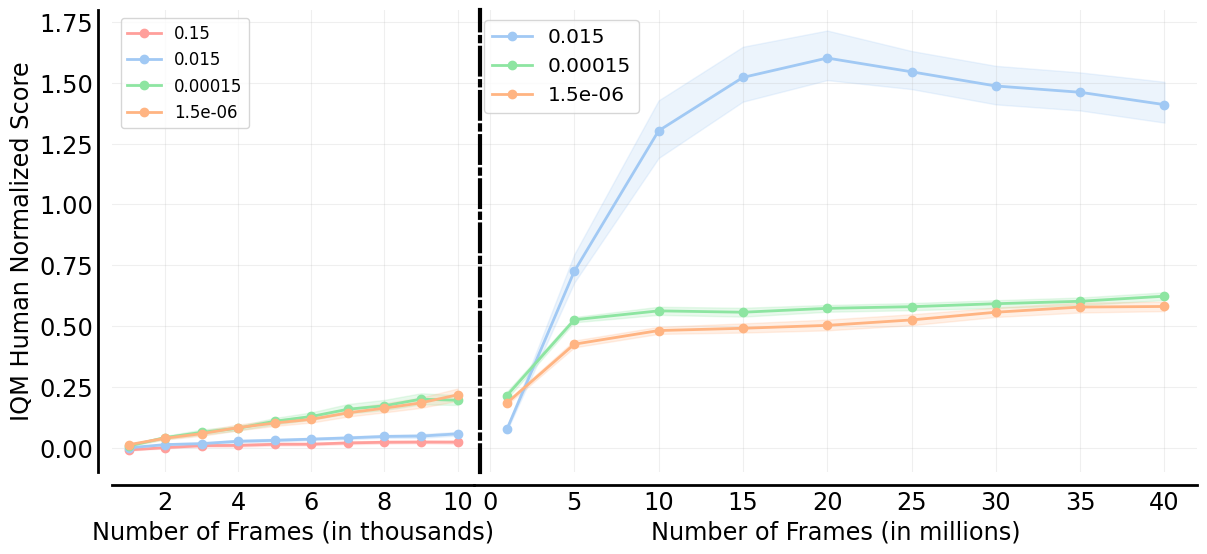 IQM Human Normalized Score
1.75
1.50
1.25
1.00
0.75
0.50
0.25
0.00
0.15
0.015
0.00015
1.5e-06
2 4 6 8 10
Number of Frames (in thousands)
0.015
0.00015
1.5e-06
0 5 10 15 20 25 30 35 40
Number of Frames (in millions)